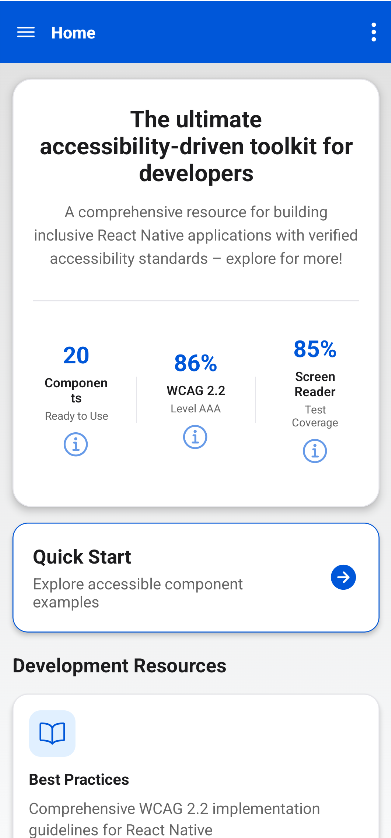 Home
The ultimate
accessibility-driven toolkit for
developers
A comprehensive resource for building
inclusive React Native applications with verified
accessibility standards – explore for more!
20
Componen
ts
Ready to Use
86%
WCAG 2.2
Level AAA
85%
Screen
Reader
Test
Coverage
Quick Start
Explore accessible component
examples
Development Resources
Best Practices
Comprehensive WCAG 2.2 implementation
guidelines for React Native